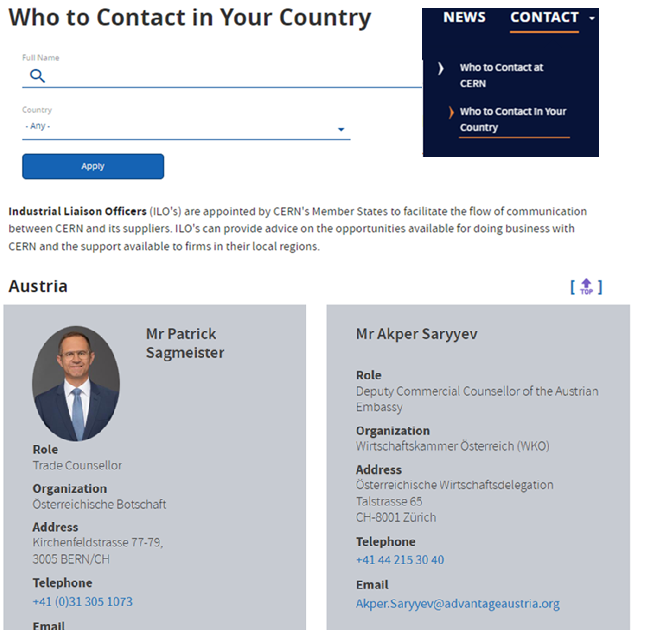 Who to Contact in Your Country
NEWS CONTACT
Who to Contact at
CERN
Who to Contact In Your
Country
Full Name
Country
- Any -
Apply
Industrial Liaison Officers (ILO's) are appointed by CERN's Member States to facilitate the flow of communication
between CERN and its suppliers. ILO's can provide advice on the opportunities available for doing business with
CERN and the support available to firms in their local regions.
Austria
[ TOP ]
Mr Patrick
Sagmeister
Role
Trade Counsellor
Organization
Österreichische Botschaft
Address
Kirchenfeldstrasse 77-79,
3005 BERN/CH
Telephone
+41 (0)31 305 1073
Email
Mr Akper Saryyev
Role
Deputy Commercial Counsellor of the Austrian
Embassy
Organization
Wirtschaftskammer Österreich (WKO)
Address
Österreichische Wirtschaftsdelegation
Talstrasse 65
CH-8001 Zürich
Telephone
+41 44 215 30 40
Email
Akper.Saryyev@advantageaustria.org